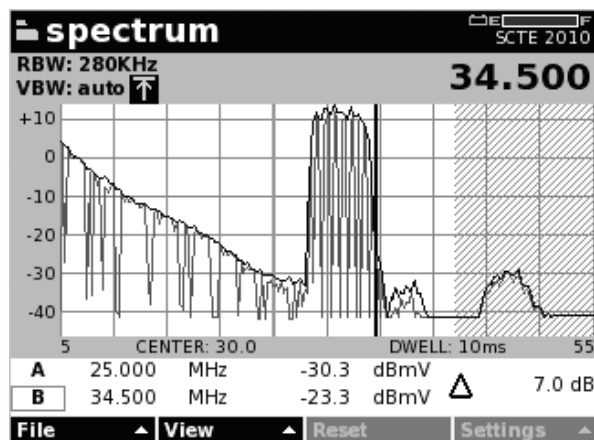 spectrum
E F
SCTE 2010
RBW: 280KHz
VBW: auto
34.500
+10
0
-10
-20
-30
-40
5 CENTER: 30.0 DWELL: 10ms 55
A 25.000 MHz -30.3 dBmV
B 34.500 MHz -23.3 dBmV
Δ 7.0 dB
File View Reset Settings